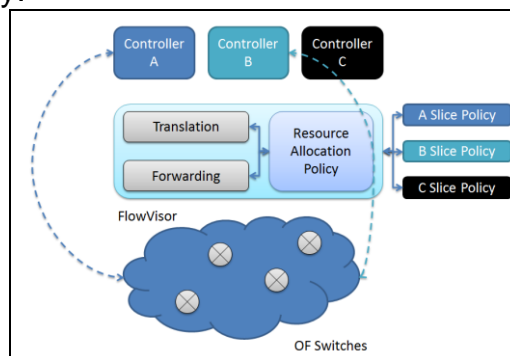 y.
Controller
A
Controller
B
Controller
C
Translation
Forwarding
Resource
Allocation
Policy
A Slice Policy
B Slice Policy
C Slice Policy
FlowVisor
OF Switches